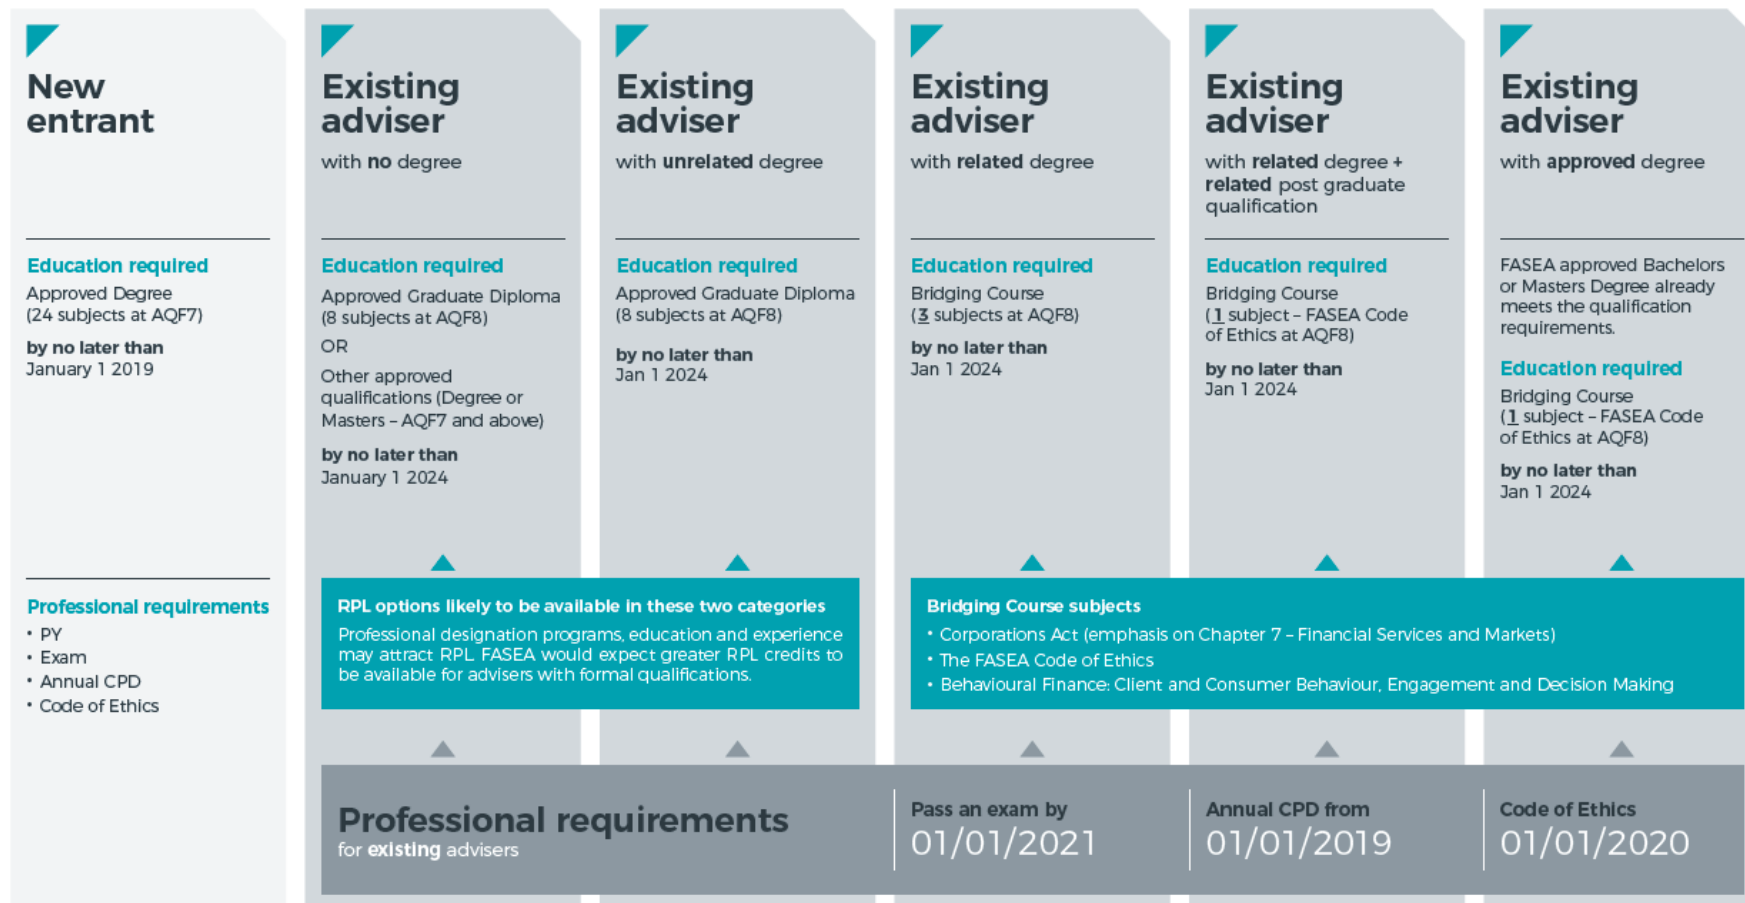 New
entrant
Education required
Approved Degree
(24 subjects at AQF7)
by no later than
January 1 2019
Professional requirements
• PY
• Exam
• Annual CPD
• Code of Ethics
Existing
adviser
with no degree
Education required
Approved Graduate Diploma
(8 subjects at AQF8)
OR
Other approved
qualifications (Degree or
Masters – AQF7 and above)
by no later than
January 1 2024
Existing
adviser
with unrelated degree
Education required
Approved Graduate Diploma
(8 subjects at AQF8)
by no later than
Jan 1 2024
Existing
adviser
with related degree
Education required
Bridging Course
(3 subjects at AQF8)
by no later than
Jan 1 2024
Existing
adviser
with related degree +
related post graduate
qualification
Education required
Bridging Course
(1 subject – FASEA Code
of Ethics at AQF8)
by no later than
Jan 1 2024
Existing
adviser
with approved degree
FASEA approved Bachelors
or Masters Degree already
meets the qualification
requirements.
Education required
Bridging Course
(1 subject – FASEA Code
of Ethics at AQF8)
by no later than
Jan 1 2024
RPL options likely to be available in these two categories
Professional designation programs, education and experience
may attract RPL. FASEA would expect greater RPL credits to
be available for advisers with formal qualifications.
Bridging Course subjects
• Corporations Act (emphasis on Chapter 7 – Financial Services and Markets)
• The FASEA Code of Ethics
• Behavioural Finance: Client and Consumer Behaviour, Engagement and Decision Making
Professional requirements
for existing advisers
Pass an exam by
01/01/2021
Annual CPD from
01/01/2019
Code of Ethics
01/01/2020